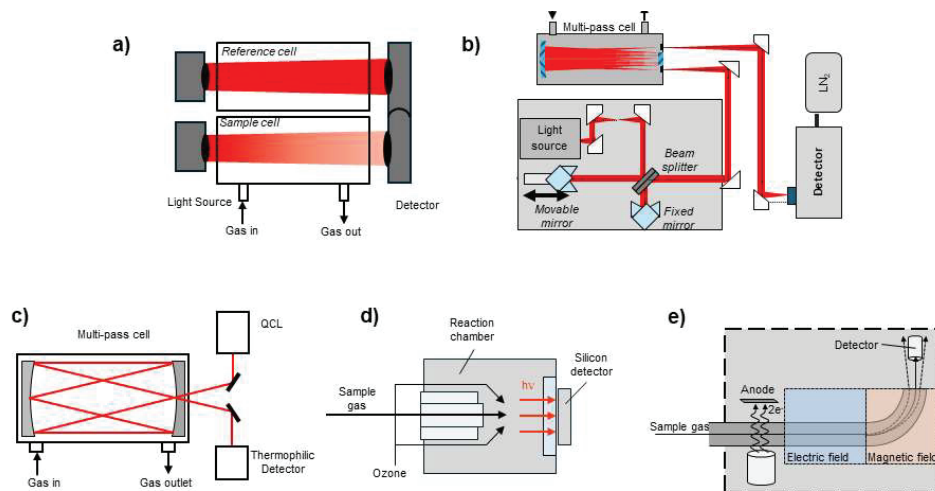 a)
Reference cell
Sample cell
Light Source
Detector
Gas in
Gas out
b)
Multi-pass cell
LN2
Light
source
Beam
splitter
Detector
Movable
mirror
Fixed
mirror
c)
Multi-pass cell
QCL
Thermophilic
Detector
Gas in
Gas outlet
d)
Reaction
chamber
Silicon
detector
hν
Sample
gas
Ozone
e)
Detector
Anode
2e-
Sample gas
Electric field
Magnetic field